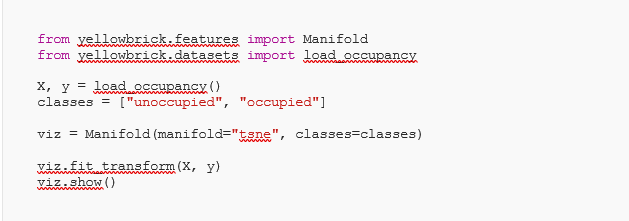 from yellowbrick.features import Manifold
from yellowbrick.datasets import load_occupancy
X, y = load_occupancy()
classes = ["unoccupied", "occupied"]
viz = Manifold(manifold="tsne", classes=classes)
viz.fit_transform(X, y)
viz.show()